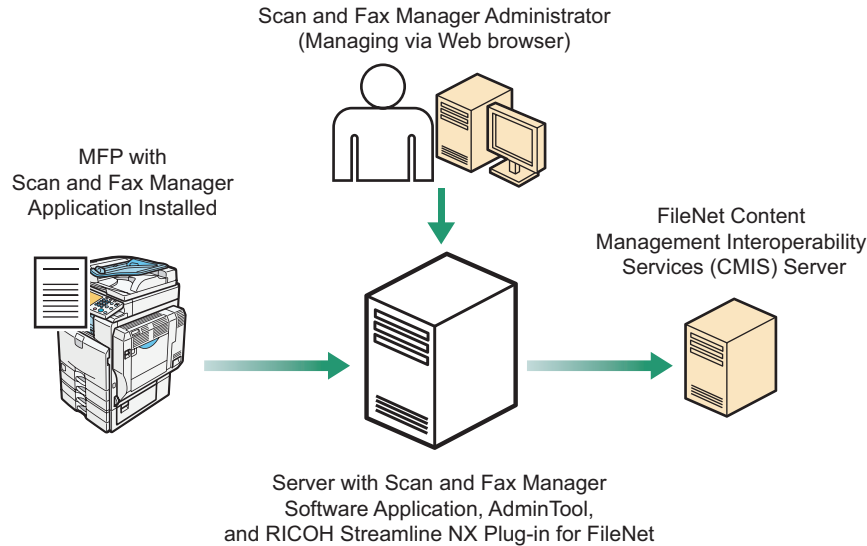 Scan and Fax Manager Administrator
(Managing via Web browser)
MFP with
Scan and Fax Manager
Application Installed
FileNet Content
Management Interoperability
Services (CMIS) Server
Server with Scan and Fax Manager
Software Application, AdminTool,
and RICOH Streamline NX Plug-in for FileNet